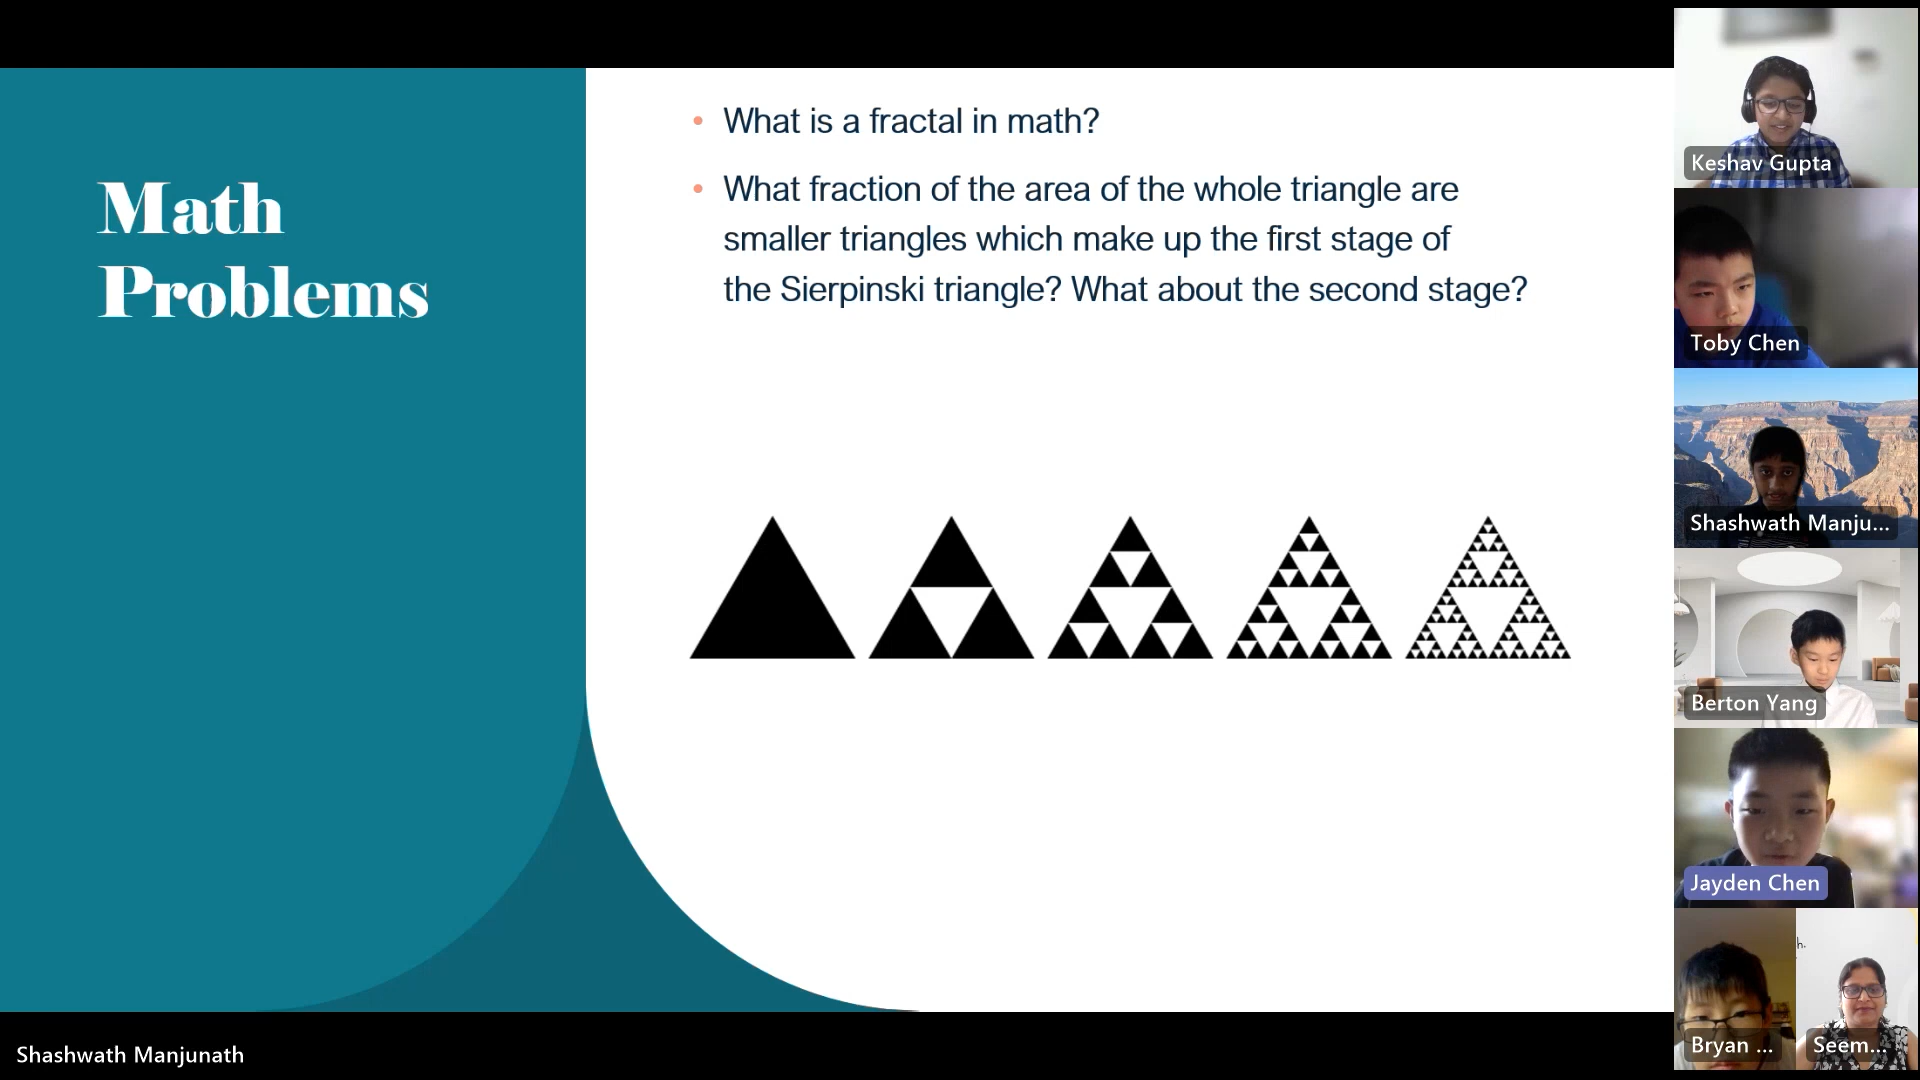 Math
Problems
• What is a fractal in math?
• What fraction of the area of the whole triangle are
smaller triangles which make up the first stage of
the Sierpinski triangle? What about the second stage?
Keshav Gupta
Toby Chen
Shashwath Manju...
Berton Yang
Jayden Chen
h.
Bryan ...
Seem...
Shashwath Manjunath